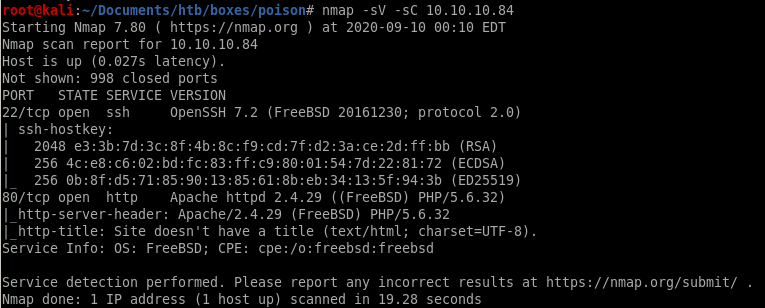 root@kali:~/Documents/htb/boxes/poison# nmap -sV -sC 10.10.10.84
Starting Nmap 7.80 ( https://nmap.org ) at 2020-09-10 00:10 EDT
Nmap scan report for 10.10.10.84
Host is up (0.027s latency).
Not shown: 998 closed ports
PORT   STATE SERVICE VERSION
22/tcp open  ssh     OpenSSH 7.2 (FreeBSD 20161230; protocol 2.0)
| ssh-hostkey:
|   2048 e3:3b:7d:3c:8f:4b:8c:f9:cd:7f:d2:3a:ce:2d:ff:bb (RSA)
|   256 4c:e8:c6:02:bd:fc:83:ff:c9:80:01:54:7d:22:81:72 (ECDSA)
|_  256 0b:8f:d5:71:85:90:13:85:61:8b:eb:34:13:5f:94:3b (ED25519)
80/tcp open  http    Apache httpd 2.4.29 ((FreeBSD) PHP/5.6.32)
|_http-server-header: Apache/2.4.29 (FreeBSD) PHP/5.6.32
|_http-title: Site doesn't have a title (text/html; charset=UTF-8).
Service Info: OS: FreeBSD; CPE: cpe:/o:freebsd:freebsd

Service detection performed. Please report any incorrect results at https://nmap.org/submit/ .
Nmap done: 1 IP address (1 host up) scanned in 19.28 seconds